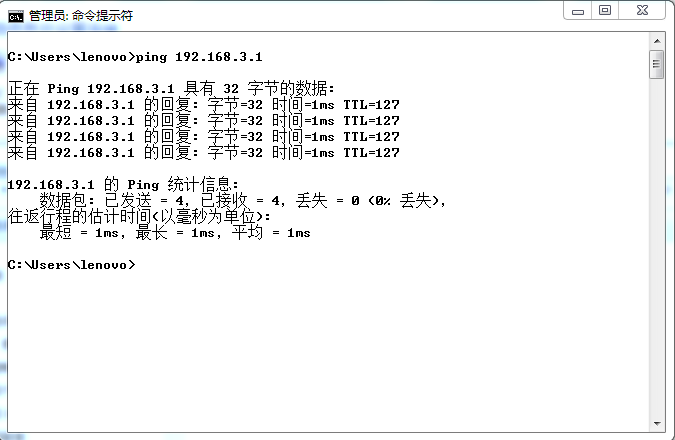 管理员: 命令提示符
C:\Users\lenovo>ping 192.168.3.1
正在 Ping 192.168.3.1 具有 32 字节的数据:
来自 192.168.3.1 的回复: 字节=32 时间=1ms TTL=127
来自 192.168.3.1 的回复: 字节=32 时间=1ms TTL=127
来自 192.168.3.1 的回复: 字节=32 时间=1ms TTL=127
来自 192.168.3.1 的回复: 字节=32 时间=1ms TTL=127
192.168.3.1 的 Ping 统计信息:
数据包: 已发送 = 4, 已接收 = 4, 丢失 = 0 (0% 丢失),
往返行程的估计时间(以毫秒为单位):
最短 = 1ms, 最长 = 1ms, 平均 = 1ms
C:\Users\lenovo>